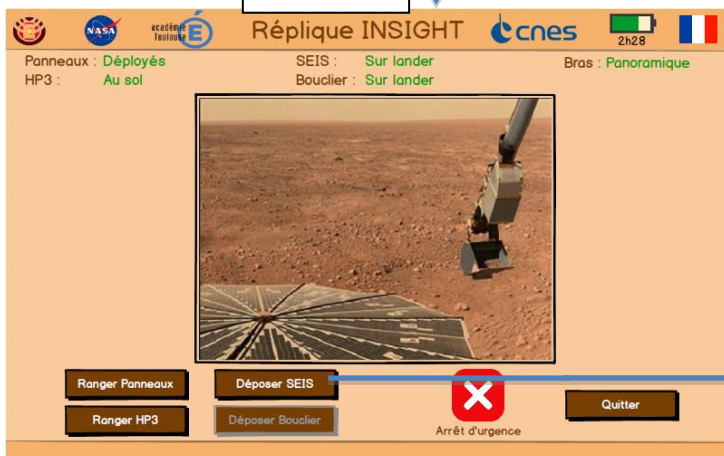 NASA académie Toulouse É Réplique INSIGHT cnes 2h28
Panneaux : Déployés SEIS : Sur lander Bras : Panoramique
HP3 : Au sol Bouclier : Sur lander
Ranger Panneaux Déposer SEIS
Quitter
Ranger HP3 Déposer Bouclier
Arrêt d'urgence